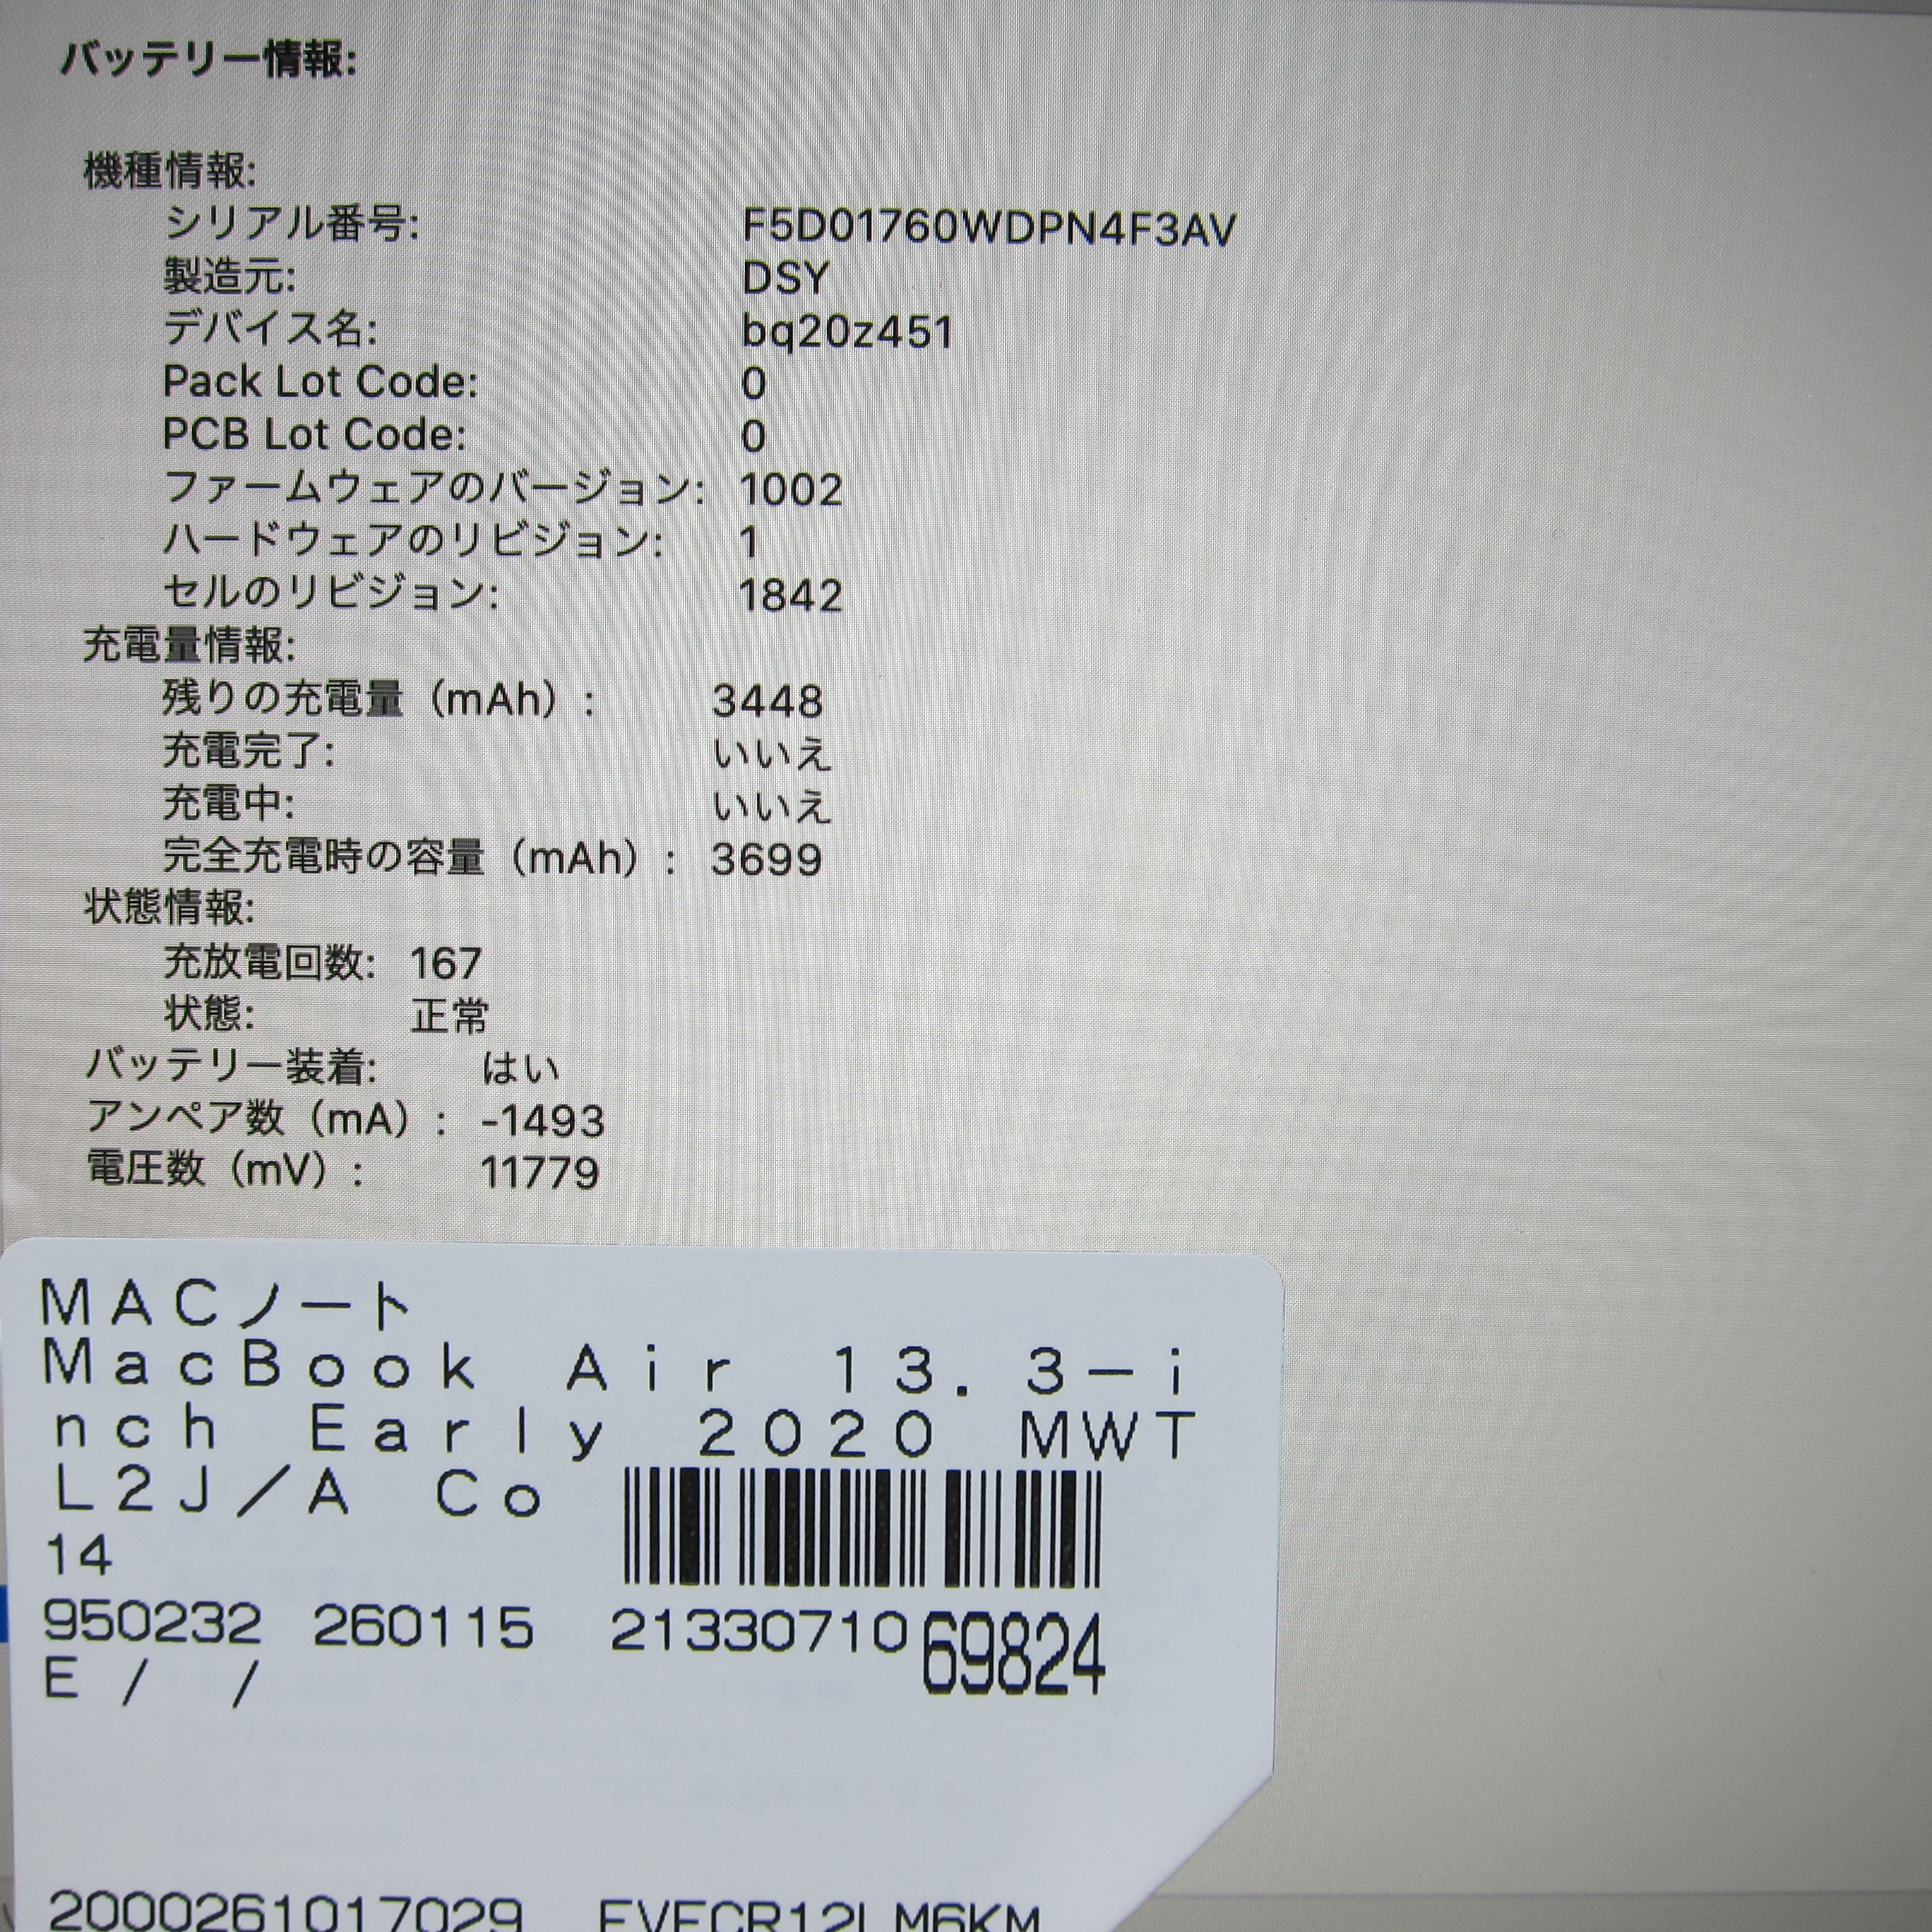 バッテリー情報:
機種情報:
シリアル番号: F5D01760WDPN4F3AV
製造元: DSY
デバイス名: bq20z451
Pack Lot Code: 0
PCB Lot Code: 0
ファームウェアのバージョン: 1002
ハードウェアのリビジョン: 1
セルのリビジョン: 1842
充電量情報:
残りの充電量（mAh）: 3448
充電完了: いいえ
充電中: いいえ
完全充電時の容量（mAh）: 3699
状態情報:
充放電回数: 167
状態: 正常
バッテリー装着: はい
アンペア数（mA）: -1493
電圧数（mV）: 11779
MACノート
MacBook Air 13.3-i
nch Early 2020 MWT
L2J/A Co
14
950232 260115 2133071069824
E / /
2000261017029